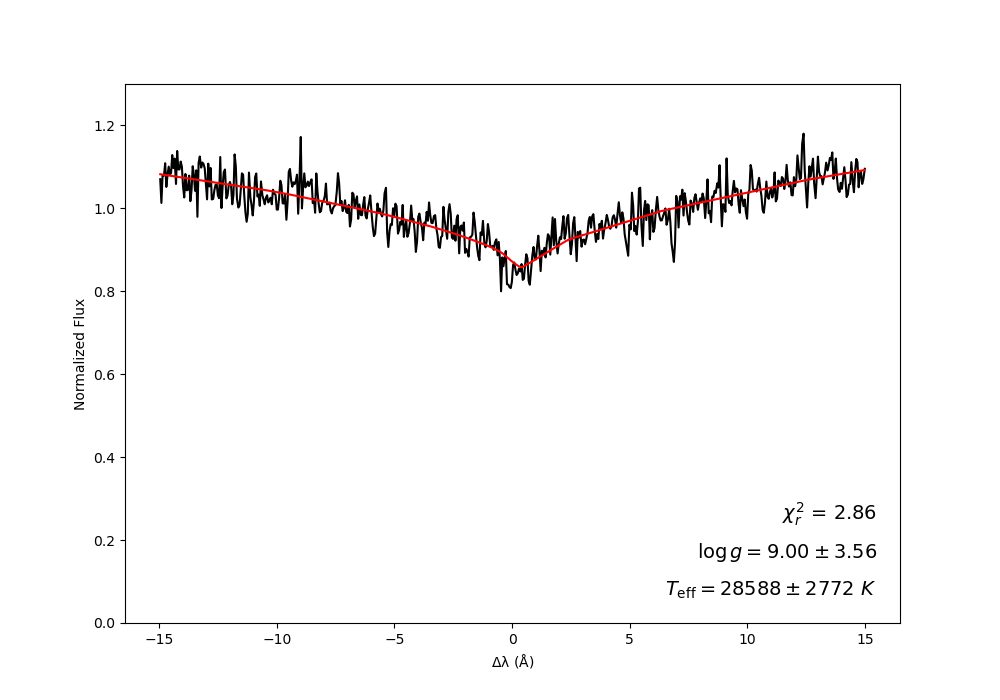 1.2
1.0
0.8
0.6
0.4
0.2
0.0
Normalized Flux
χ²ᵣ = 2.86
log g = 9.00 ± 3.56
T_eff = 28588 ± 2772 K
−15 −10 −5 0 5 10 15
Δλ (Å)